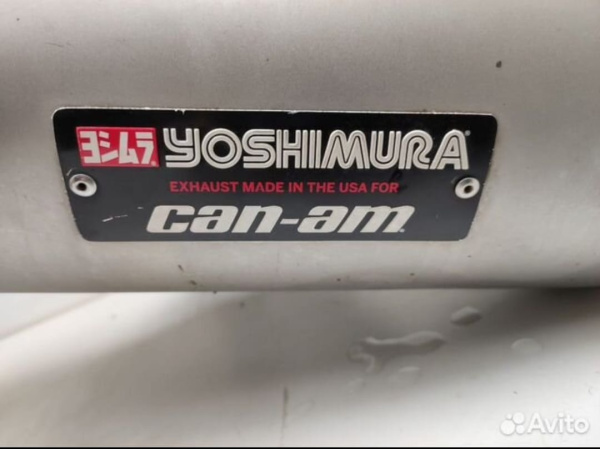 ヨシムラ YOSHIMURA
EXHAUST MADE IN THE USA FOR
can-am
Avito